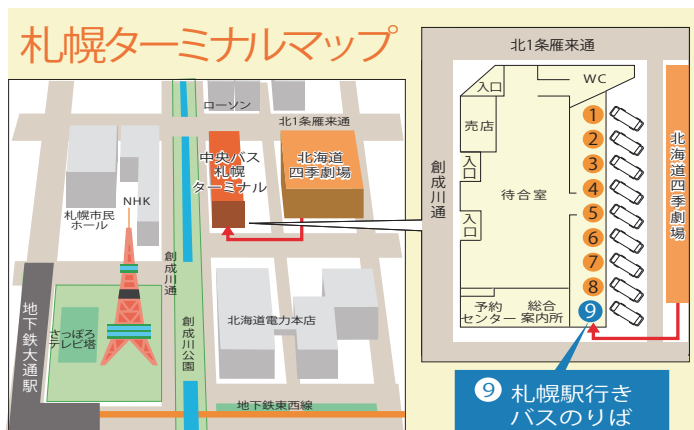 札幌ターミナルマップ
ローソン
北1条雁来通
中央バス
札幌
ターミナル
北海道
四季劇場
NHK
札幌市民
ホール
創成川通
地下鉄大通駅
さっぽろ
テレビ塔
創成川公園
北海道電力本店
地下鉄東西線
北1条雁来通
創成川通
入口
WC
売店
入口
待合室
入口
予約
センター
総合
案内所
1
2
3
4
5
6
7
8
9
北海道四季劇場
9 札幌駅行き
バスのりば